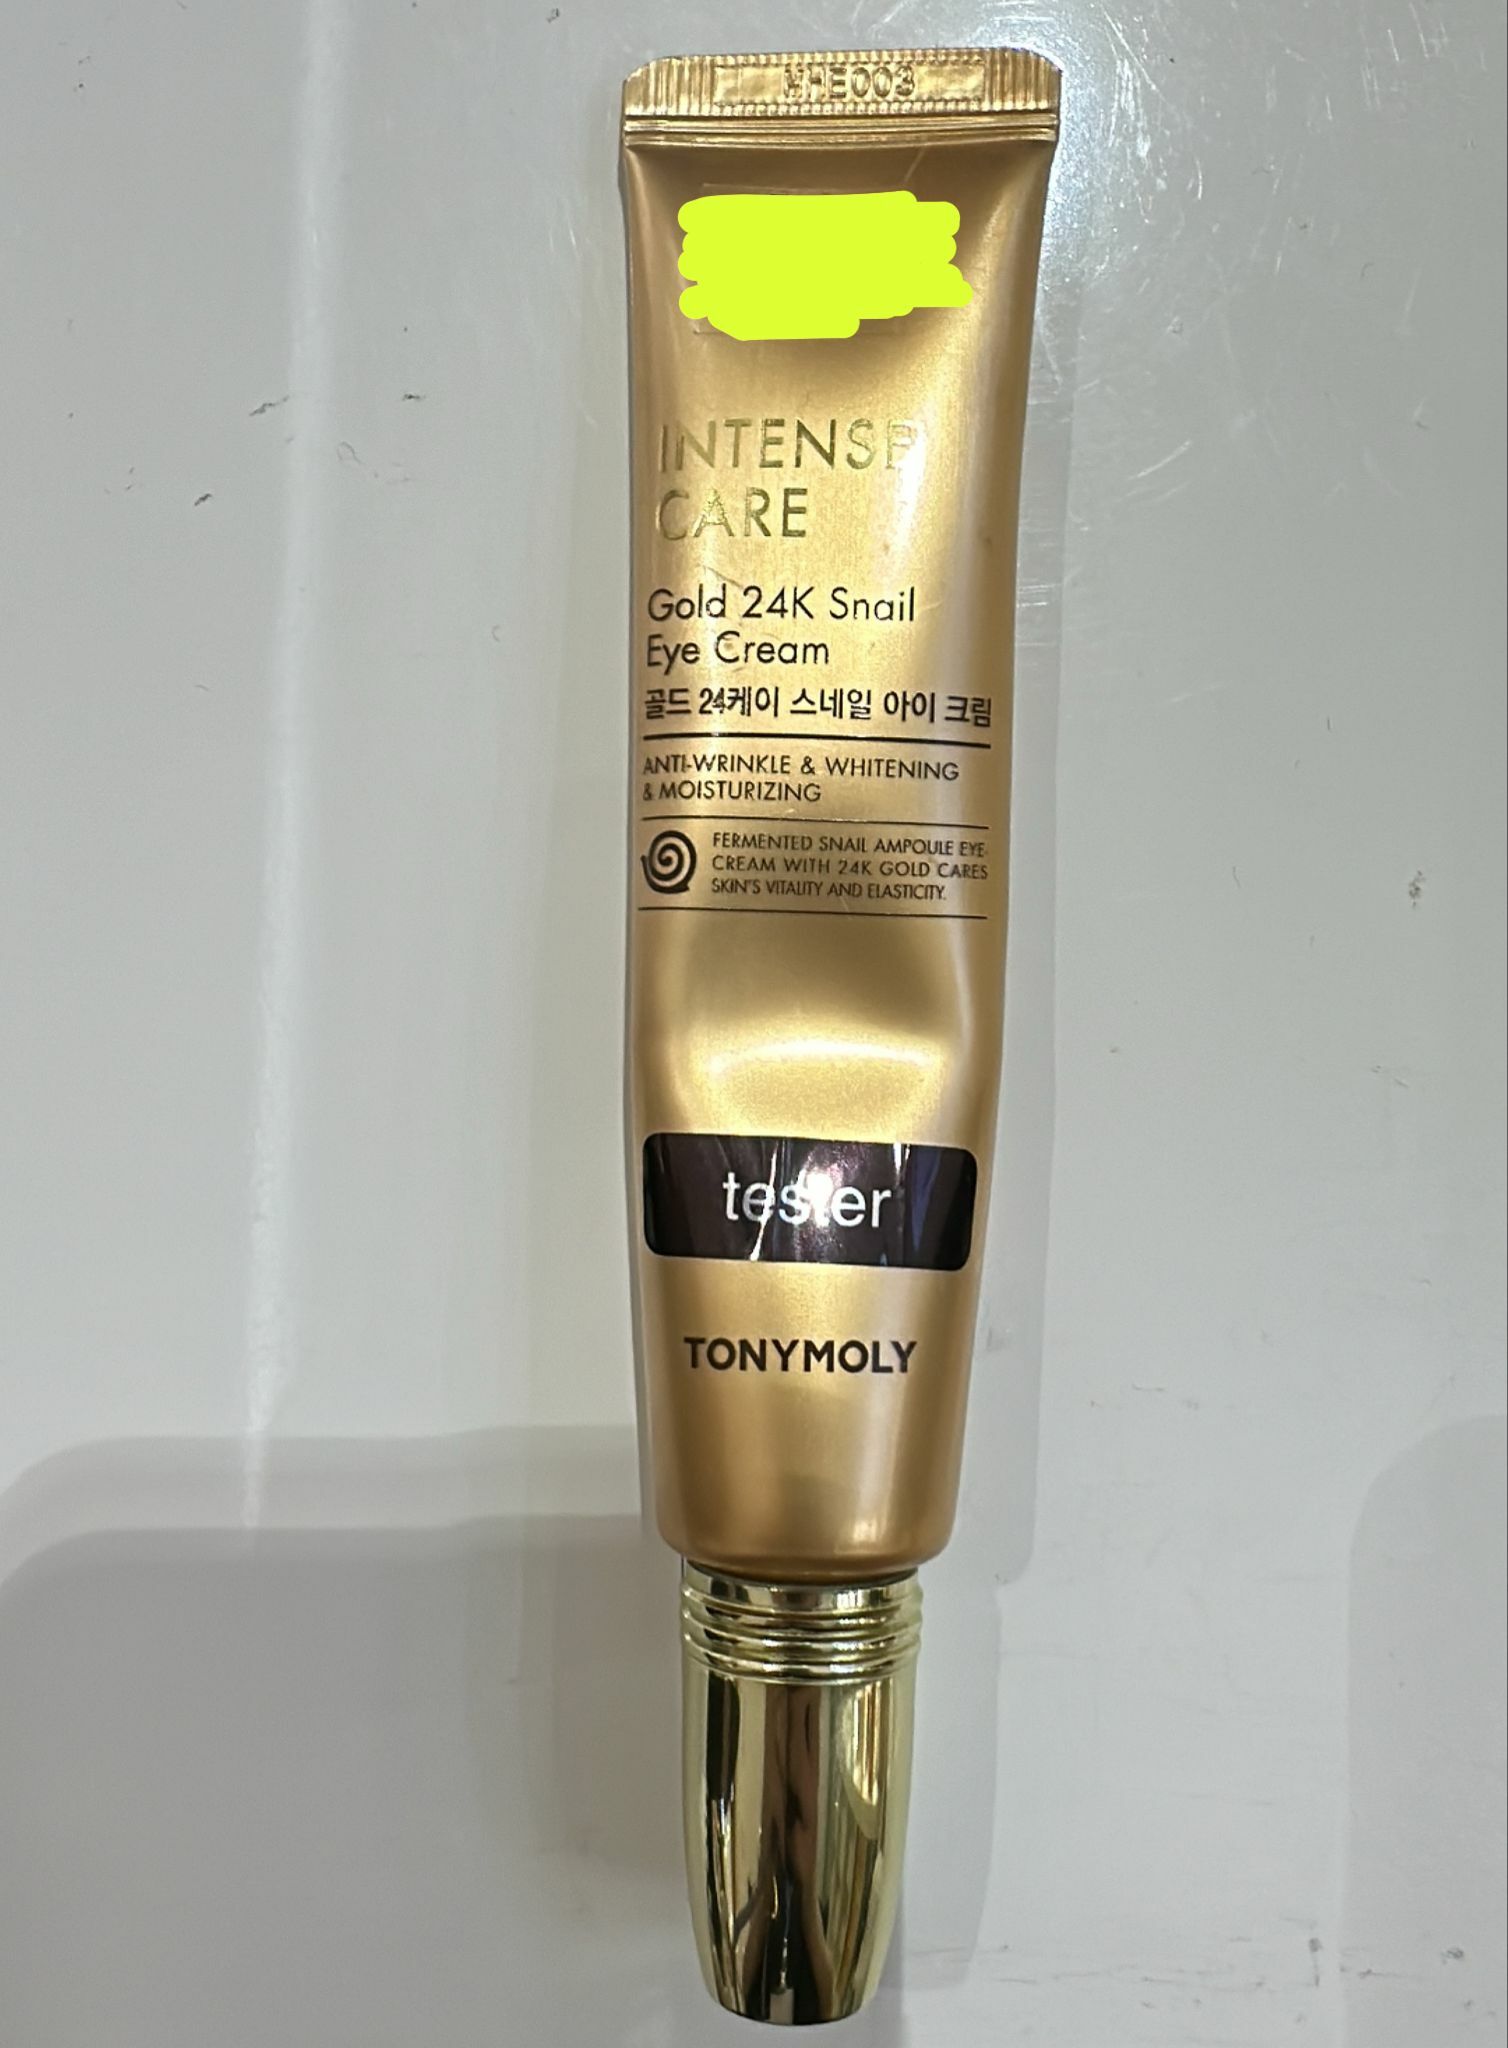 INTENSE
CARE
Gold 24K Snail
Eye Cream
골드 24케이 스네일 아이 크림
ANTI-WRINKLE & WHITENING
& MOISTURIZING
FERMENTED SNAIL AMPOULE EYE
CREAM WITH 24K GOLD CARES
SKIN'S VITALITY AND ELASTICITY.
tester
TONYMOLY